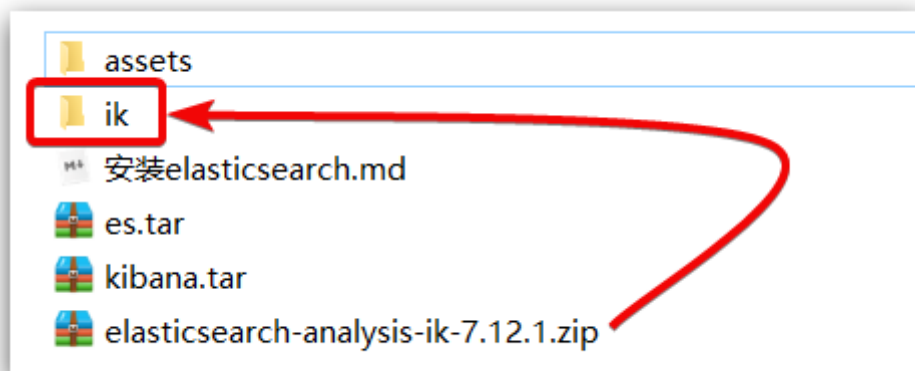 assets
ik
安装elasticsearch.md
es.tar
kibana.tar
elasticsearch-analysis-ik-7.12.1.zip